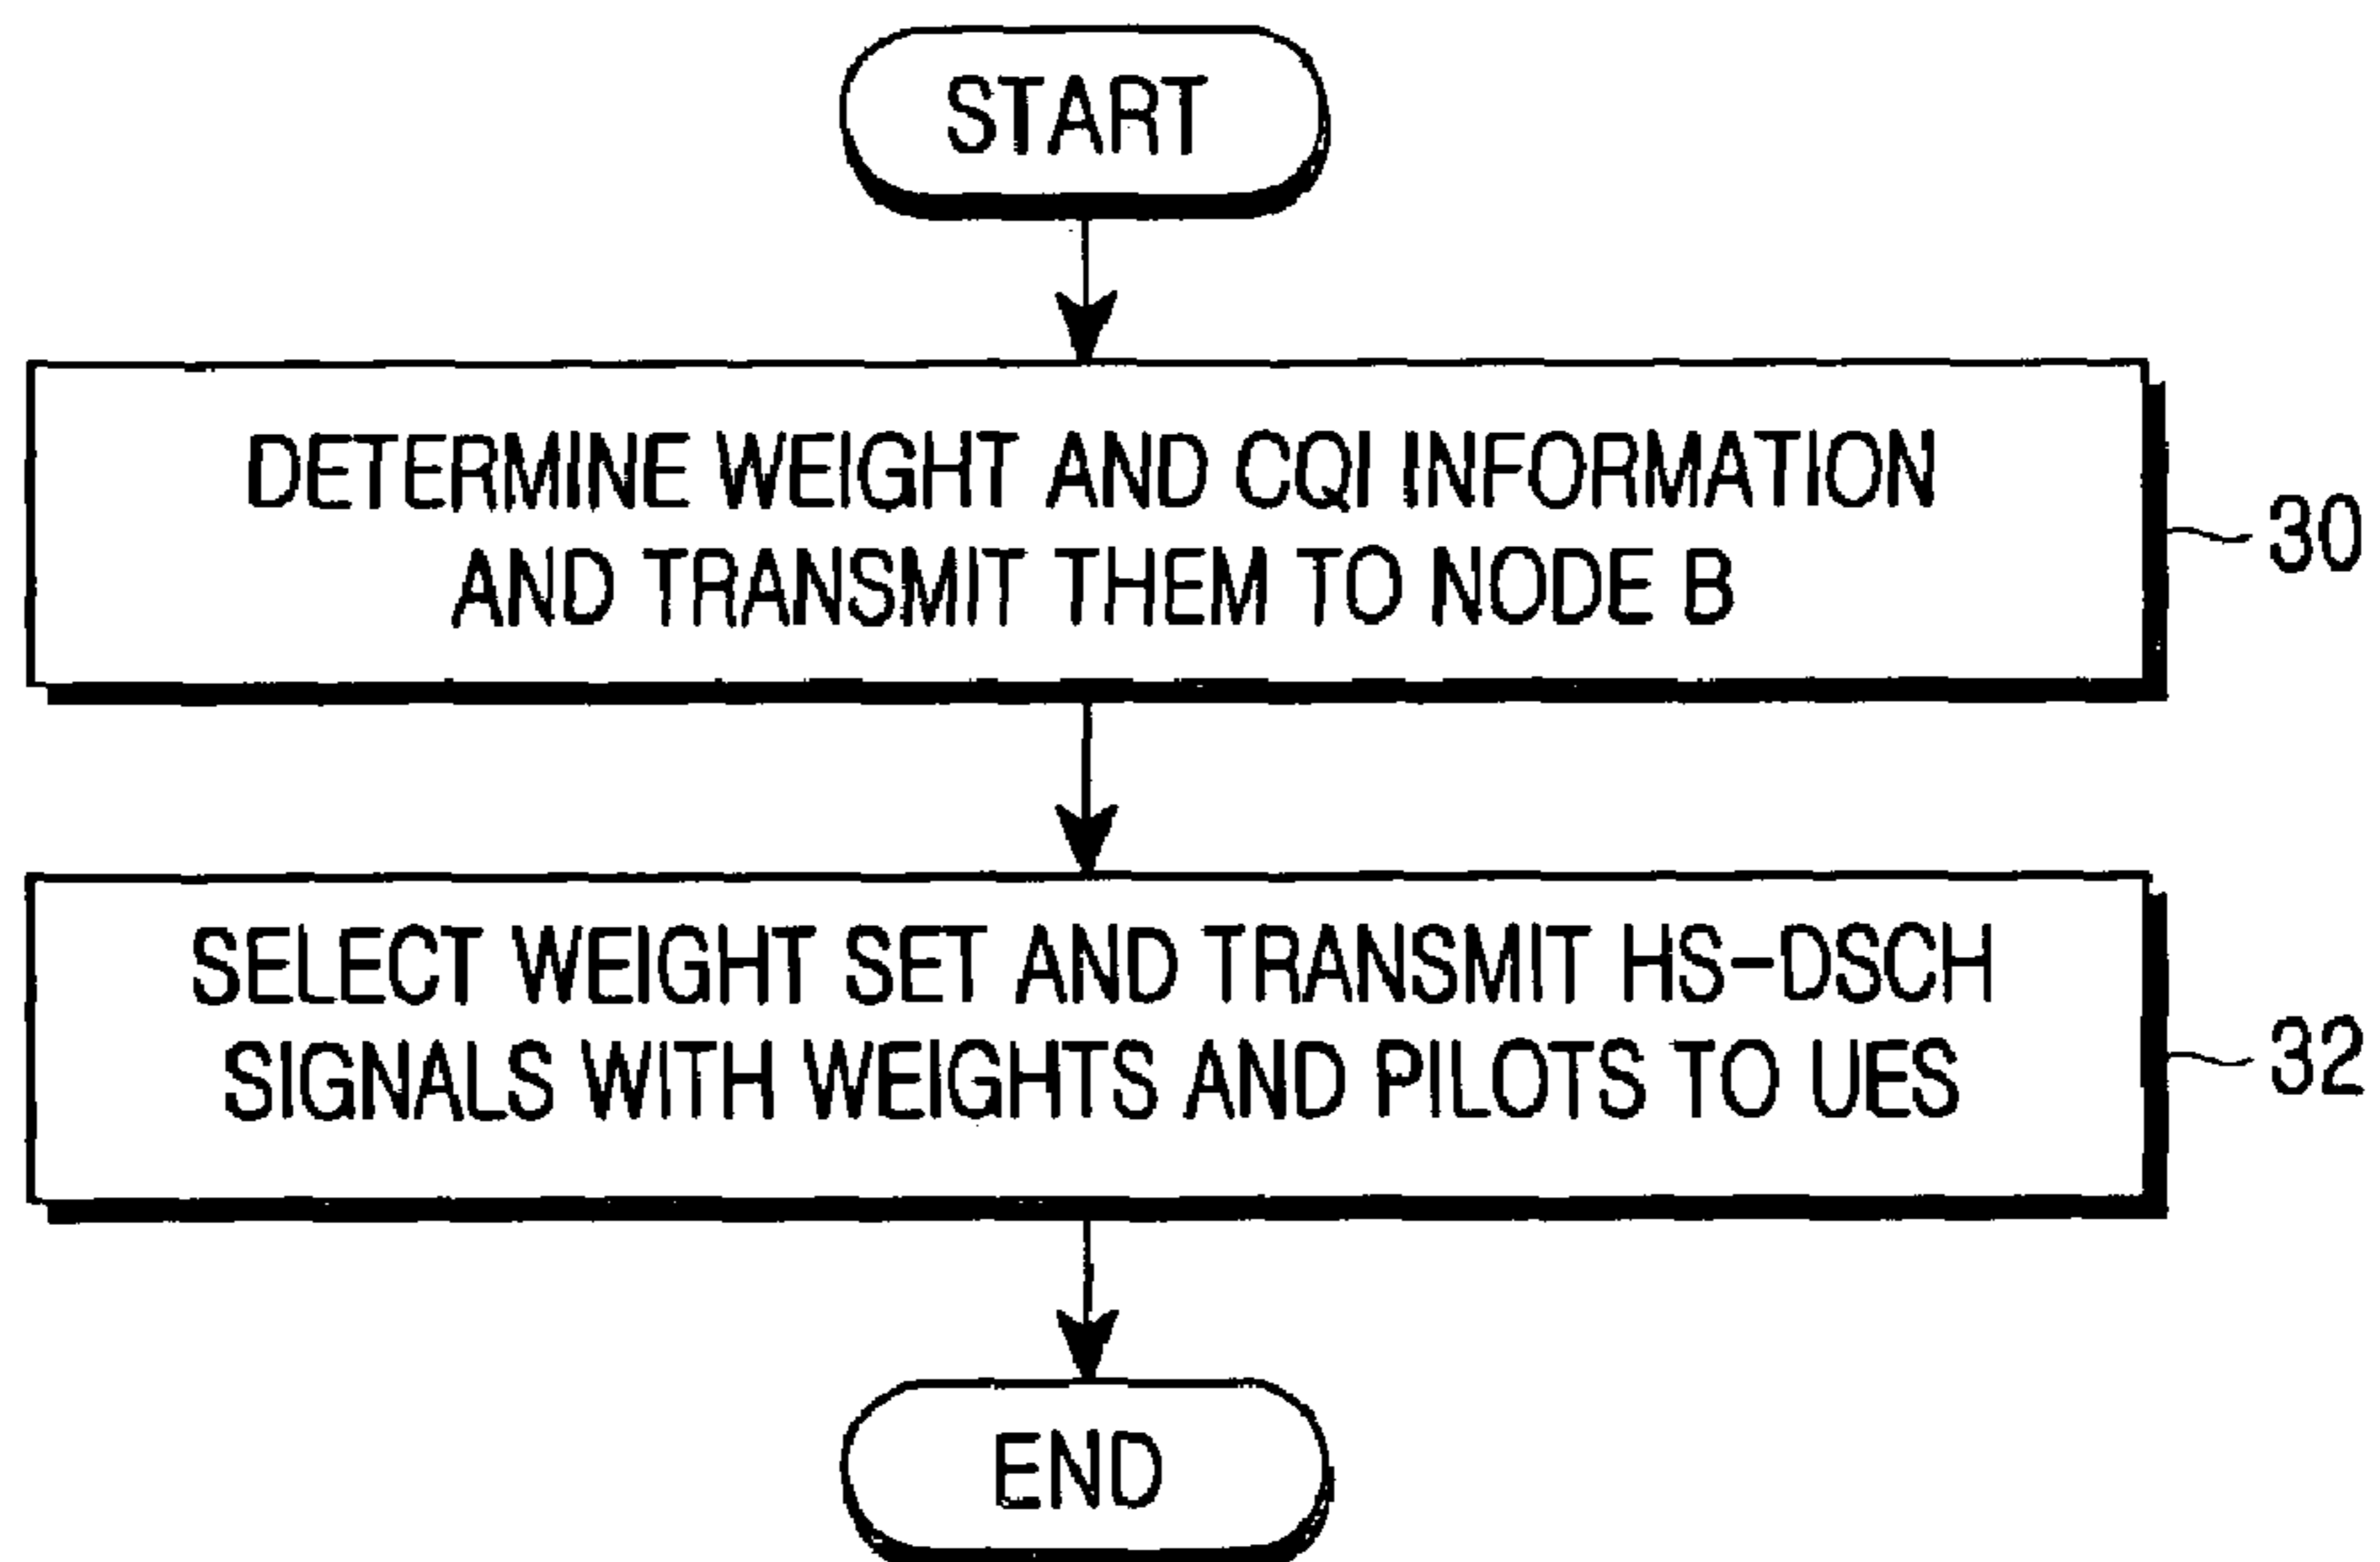 START
DETERMINE WEIGHT AND CQI INFORMATION
AND TRANSMIT THEM TO NODE B
30
SELECT WEIGHT SET AND TRANSMIT HS-DSCH
SIGNALS WITH WEIGHTS AND PILOTS TO UES
32
END